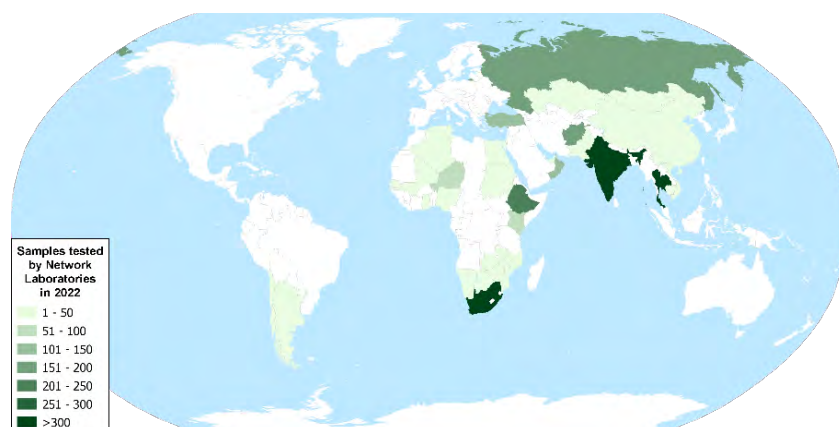 Samples tested
by Network
Laboratories
in 2022
1 - 50
51 - 100
101 - 150
151 - 200
201 - 250
251 - 300
>300